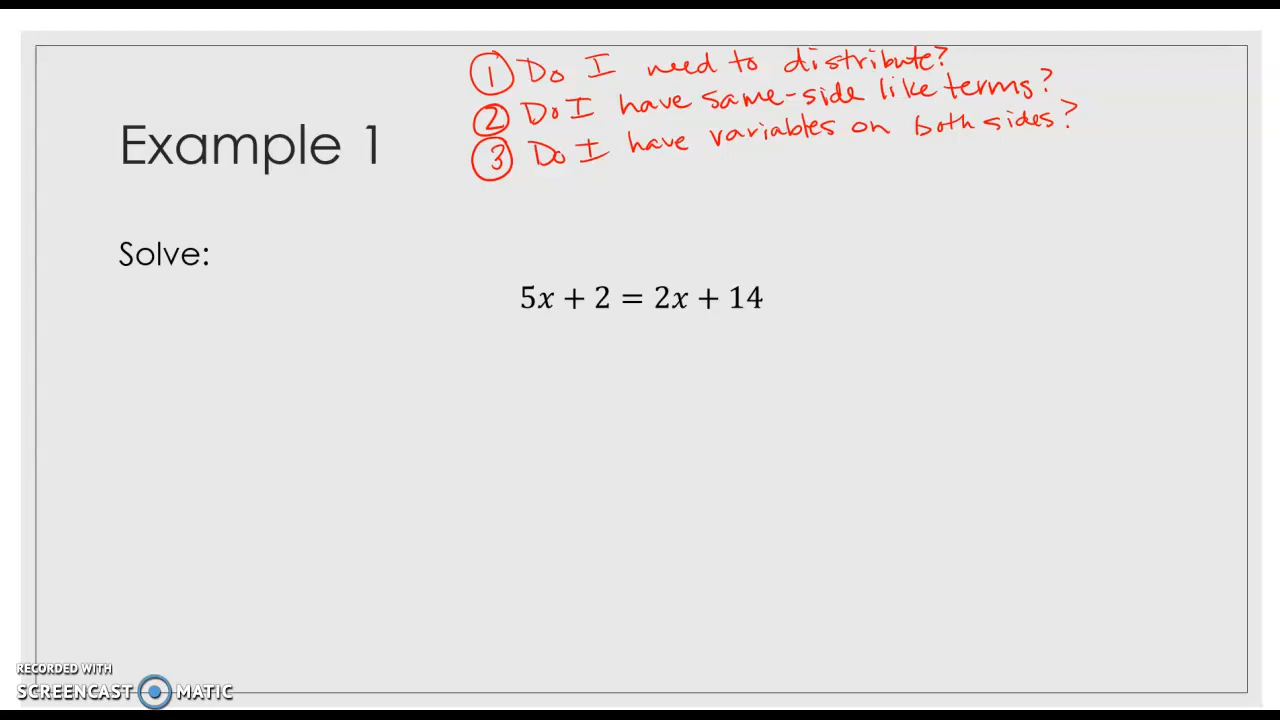 ① Do I need to distribute?
② Do I have same-side like terms?
③ Do I have variables on both sides?
Example 1
Solve:
5x + 2 = 2x + 14
RECORDED WITH
SCREENCAST MATIC